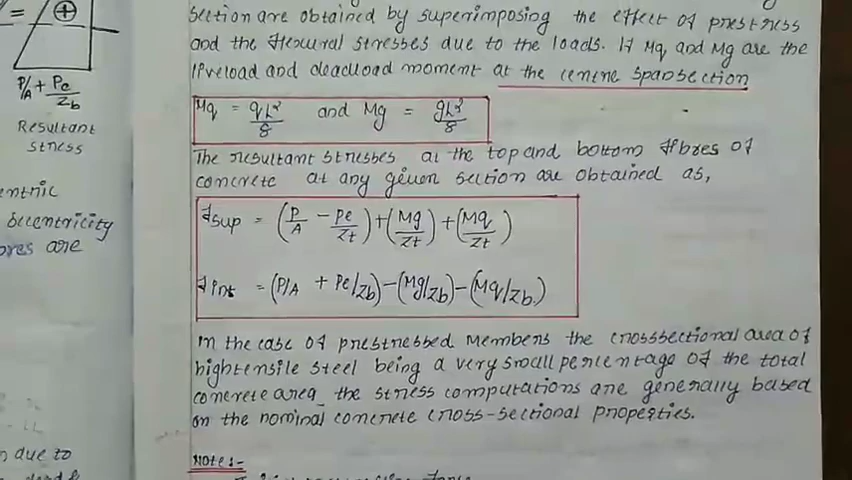 =
⊕
P/A + Pe/Zb
Resultant
stress
entric
eccentricity
ores are
n due to
section are obtained by superimposing the effect of prestress
and the flexural stresses due to the loads. If Mq and Mg are the
liveload and deadload moment at the centre span section
Mq = qL²/8 and Mg = gL²/8
The resultant stresses at the top and bottom fibres of
concrete at any given section are obtained as,
fsup = (P/A - Pe/Zt) + (Mg/Zt) + (Mq/Zt)
finf = (P/A + Pe/Zb) - (Mg/Zb) - (Mq/Zb)
In the case of prestressed members the crosssectional area of
hightensile steel being a very small percentage of the total
concrete area the stress computations are generally based
on the nominal concrete cross-sectional properties.
Notes:-